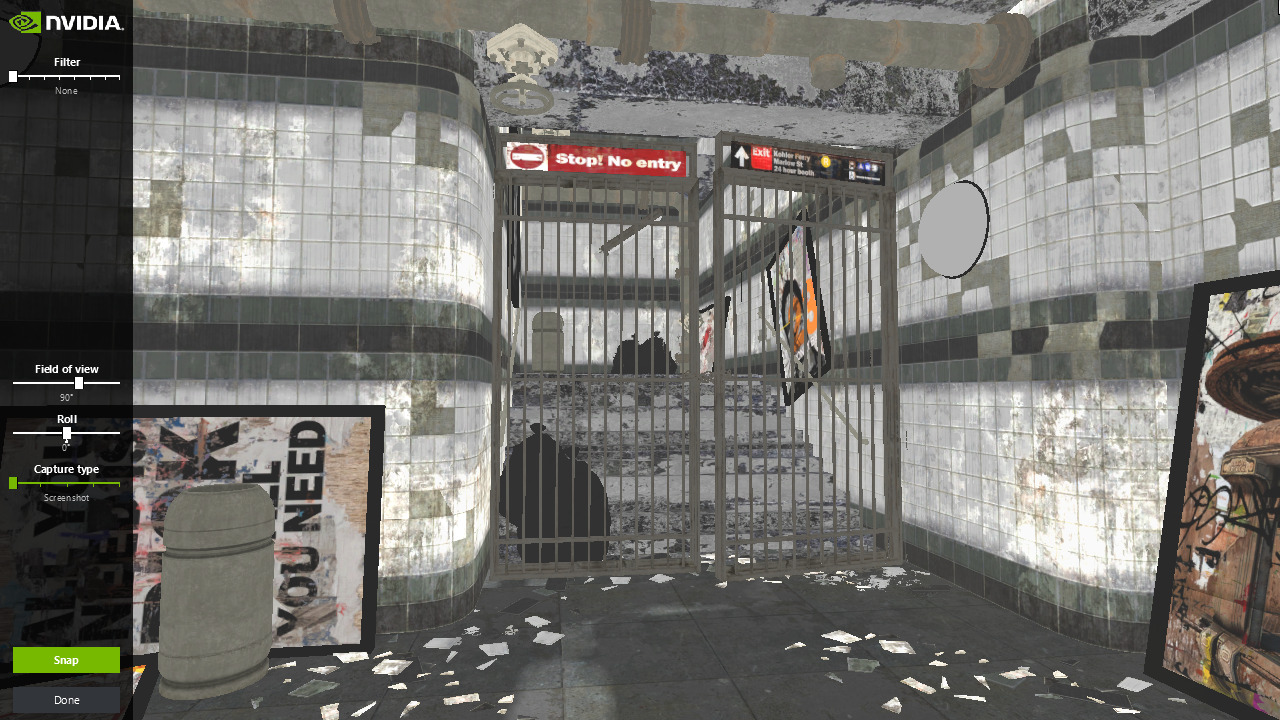 NVIDIA.
Filter
None
Field of view
90°
Roll
0°
Capture type
Screenshot
Snap
Done
Stop! No entry
Exit
Kohler Ferry
Marlow St
24 hour booth
YOU NEED